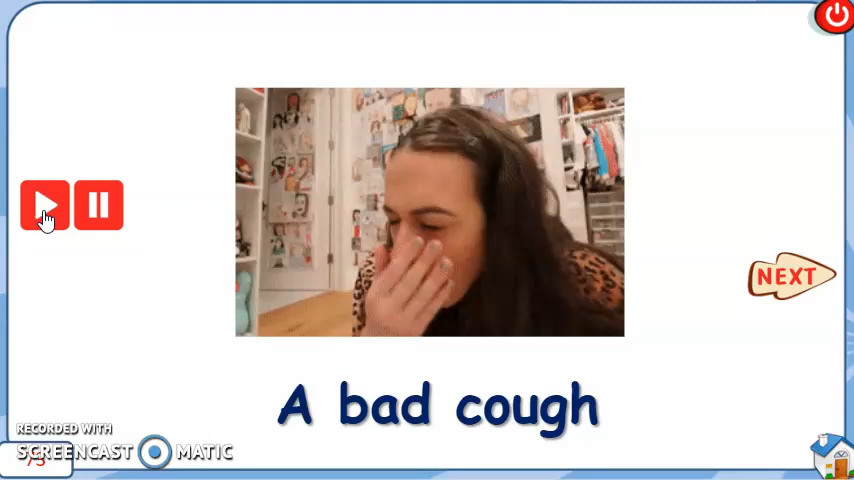 NEXT
A bad cough
RECORDED WITH
SCREENCAST MATIC